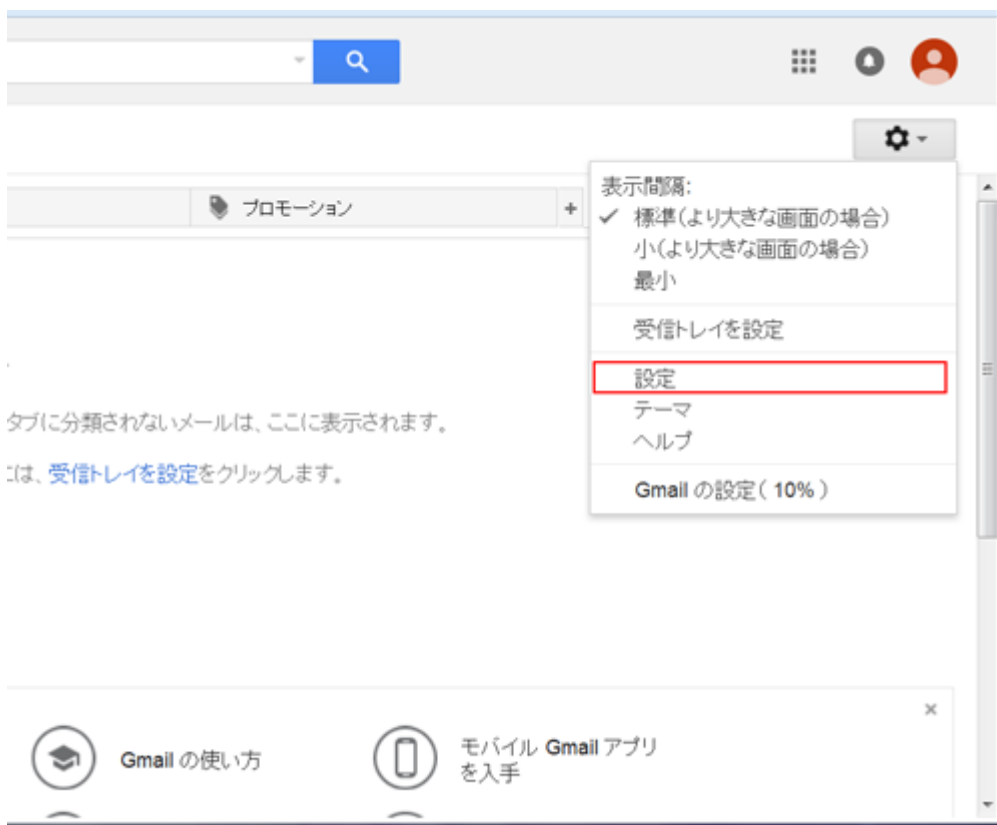 プロモーション
+
表示間隔:
✓ 標準(より大きな画面の場合)
小(より大きな画面の場合)
最小
受信トレイを設定
設定
テーマ
ヘルプ
Gmail の設定( 10% )
タブに分類されないメールは、ここに表示されます。
には、受信トレイを設定をクリックします。
Gmail の使い方
モバイル Gmail アプリ
を入手